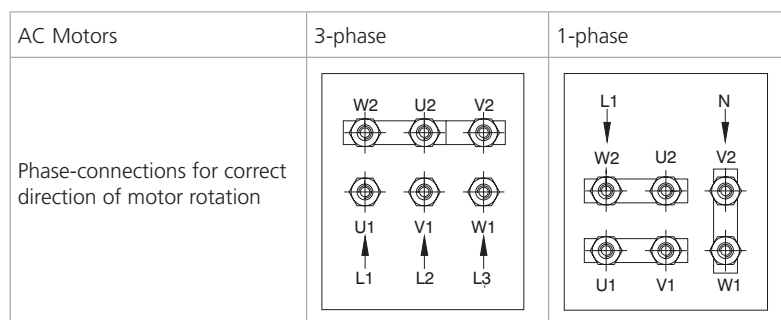 AC Motors
3-phase
1-phase
Phase-connections for correct
direction of motor rotation
W2 U2 V2
U1 V1 W1
L1 L2 L3
L1 N
W2 U2 V2
U1 V1 W1